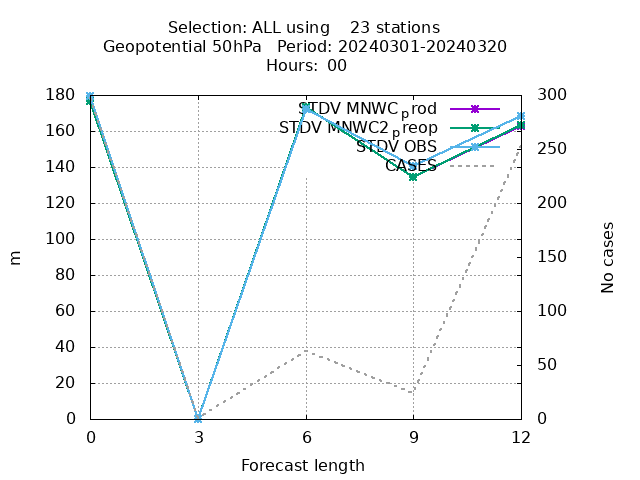 Selection: ALL using    23 stations
Geopotential 50hPa   Period: 20240301-20240320
Hours: 00
STDV MNWC_prod
STDV MNWC2_preop
STDV OBS
CASES
180
160
140
120
100
80
60
40
20
0
300
250
200
150
100
50
0
m
No cases
0 3 6 9 12
Forecast length